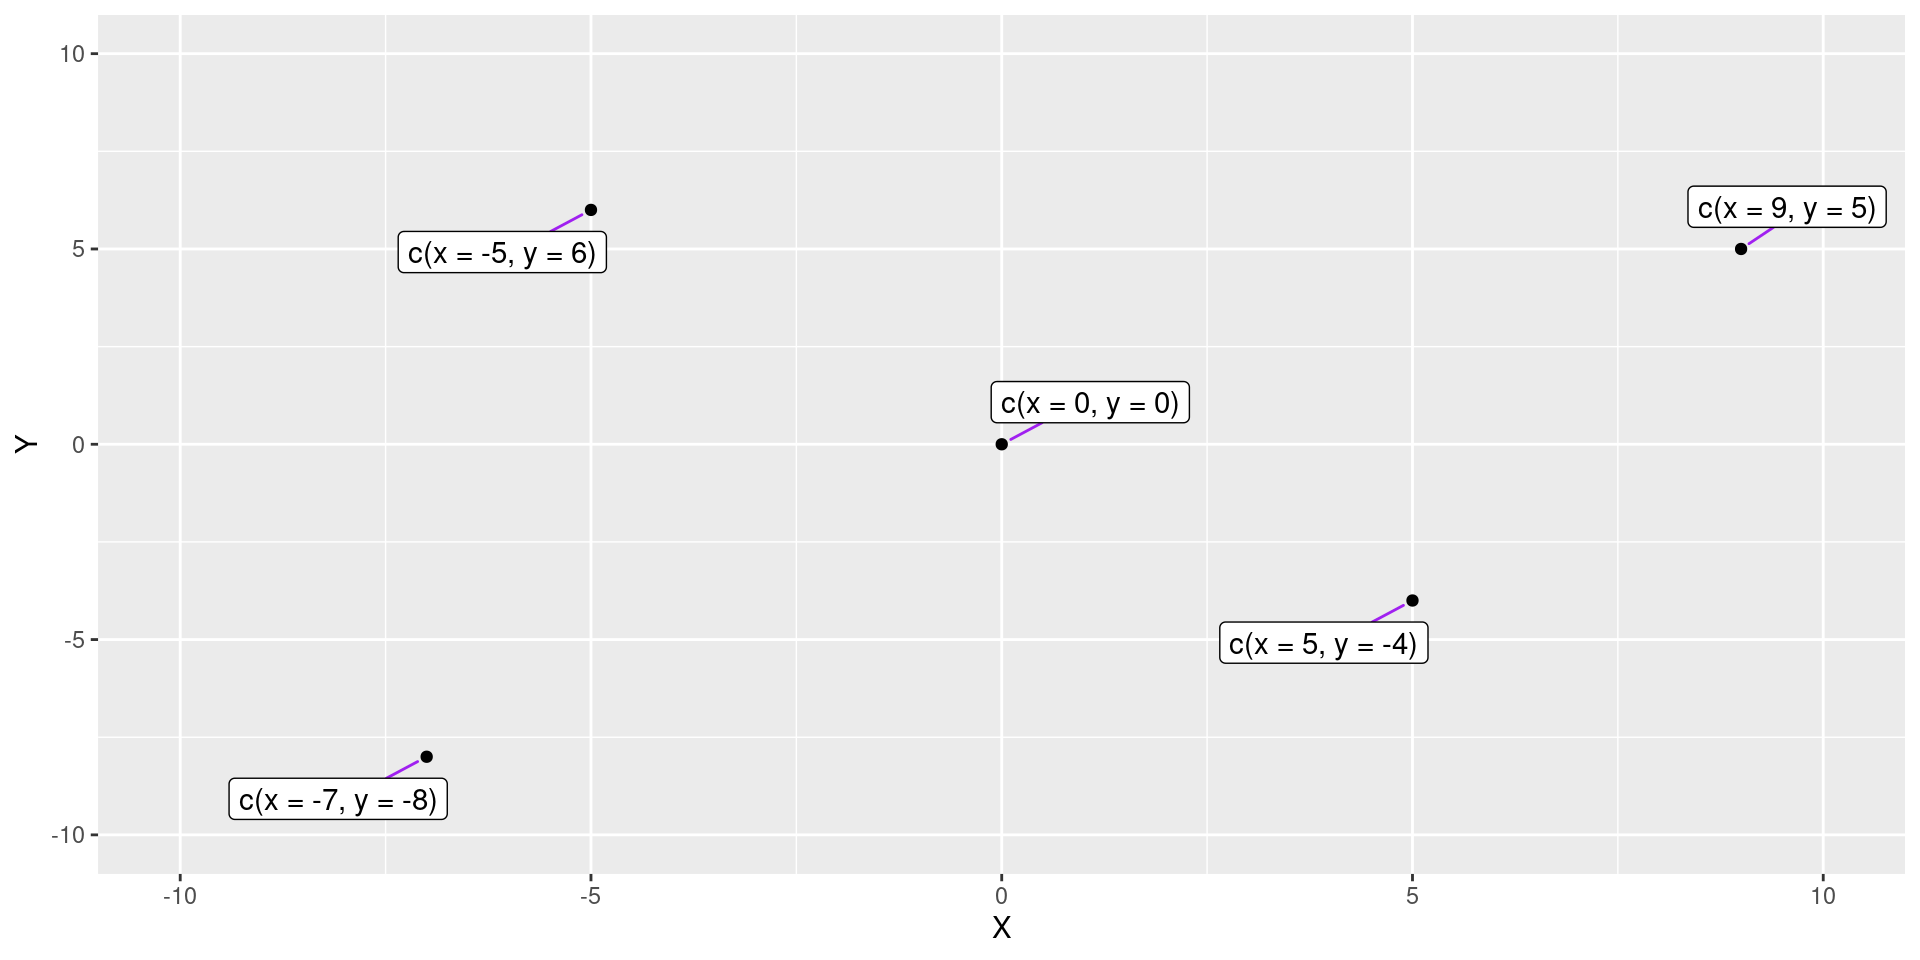 10
c(x = 9, y = 5)
c(x = -5, y = 6)
5
c(x = 0, y = 0)
Y
0
c(x = 5, y = -4)
-5
c(x = -7, y = -8)
-10
-10 -5 0 5 10
X